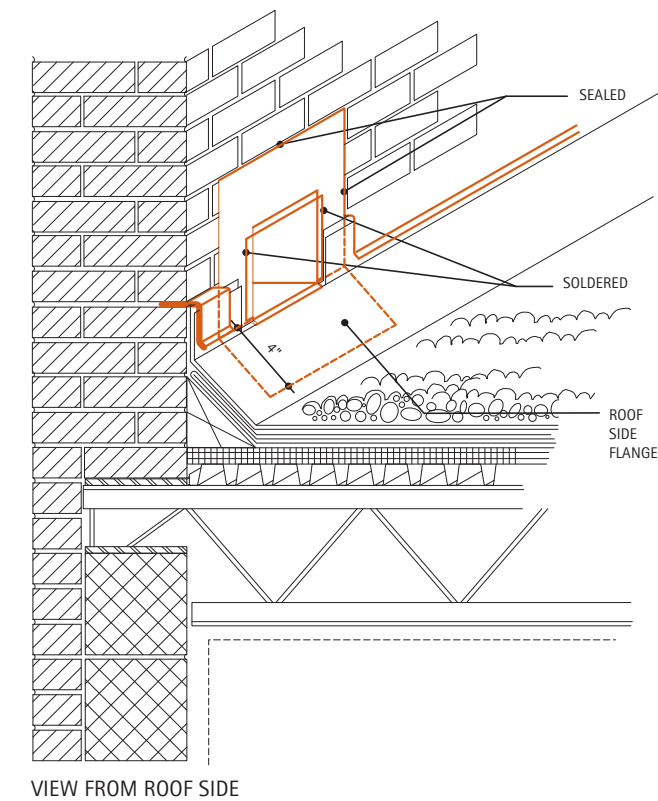 SEALED
SOLDERED
4"
ROOF
SIDE
FLANGE
VIEW FROM ROOF SIDE